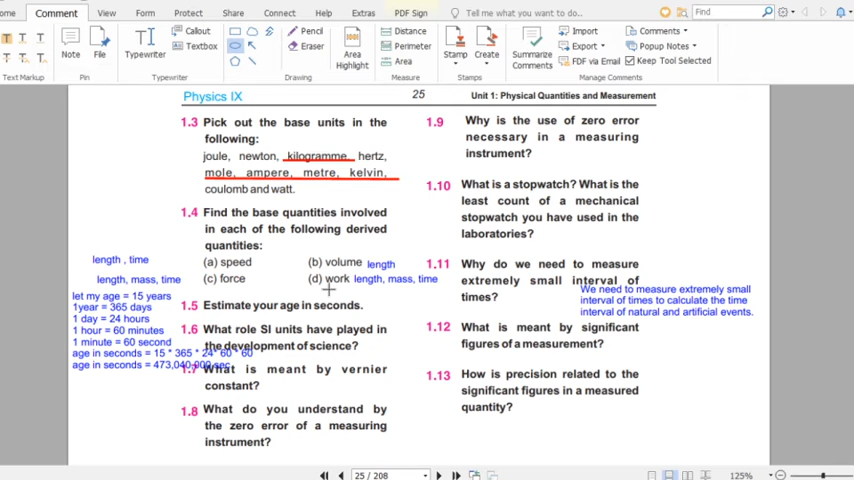 Home
Comment
View
Form
Protect
Share
Connect
Help
Extras
PDF Sign
Tell me what you want to do...
Find
T T T
T T T
Text Markup
Note
File
Pin
Typewriter
Callout
Textbox
Typewriter
Pencil
Eraser
Drawing
Area
Highlight
Distance
Perimeter
Area
Measure
Stamp
Create
Stamps
Summarize
Comments
Import
Export
FDF via Email
Comments
Popup Notes
Keep Tool Selected
Manage Comments
Physics IX
25
Unit 1: Physical Quantities and Measurement
1.3 Pick out the base units in the
following:
joule, newton, kilogramme, hertz,
mole, ampere, metre, kelvin,
coulomb and watt.
1.4 Find the base quantities involved
in each of the following derived
quantities:
length , time
(a) speed (b) volume length
length, mass, time
(c) force (d) work length, mass, time
let my age = 15 years
1year = 365 days
1 day = 24 hours
1 hour = 60 minutes
1 minute = 60 second
age in seconds = 15 * 365 * 24* 60 * 60
age in seconds = 473,040,000 sec
1.5 Estimate your age in seconds.
1.6 What role SI units have played in
the development of science?
1.7 What is meant by vernier
constant?
1.8 What do you understand by
the zero error of a measuring
instrument?
1.9 Why is the use of zero error
necessary in a measuring
instrument?
1.10 What is a stopwatch? What is the
least count of a mechanical
stopwatch you have used in the
laboratories?
1.11 Why do we need to measure
extremely small interval of
times?
We need to measure extremely small
interval of times to calculate the time
interval of natural and artificial events.
1.12 What is meant by significant
figures of a measurement?
1.13 How is precision related to the
significant figures in a measured
quantity?
25 / 208
125%